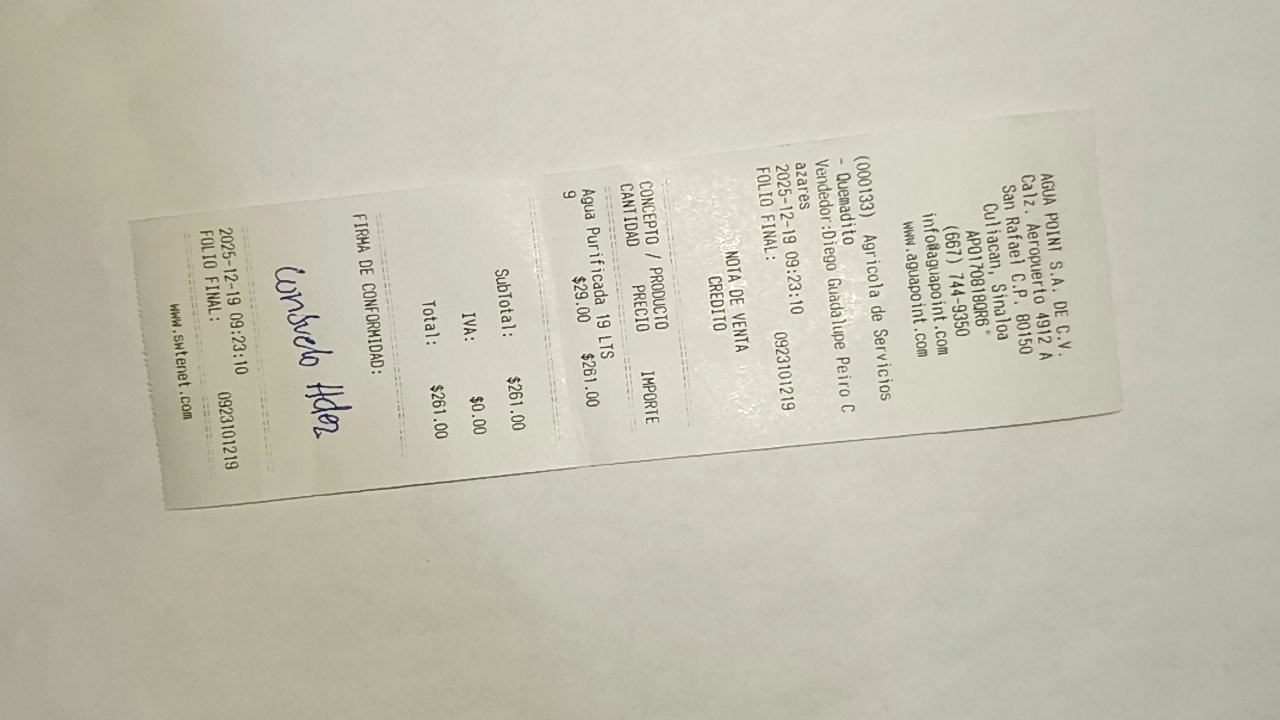 AGUA POINT S.A. DE C.V.
Calz. Aeropuerto 4912 A
San Rafael C.P. 80150
Culiacan, Sinaloa
APO170818QR6
(667) 744-9350
info@aguapoint.com
www.aguapoint.com
(000133) Agricola de Servicios
- Quemadito
Vendedor:Diego Guadalupe Peiro C
azares
2025-12-19 09:23:10
FOLIO FINAL: 0923101219
NOTA DE VENTA
CREDITO
CONCEPTO / PRODUCTO
CANTIDAD PRECIO IMPORTE
Agua Purificada 19 LTS
9 $29.00 $261.00
SubTotal: $261.00
IVA: $0.00
Total: $261.00
FIRMA DE CONFORMIDAD:
Consuelo Hdez
2025-12-19 09:23:10
FOLIO FINAL: 0923101219
www.swtenet.com